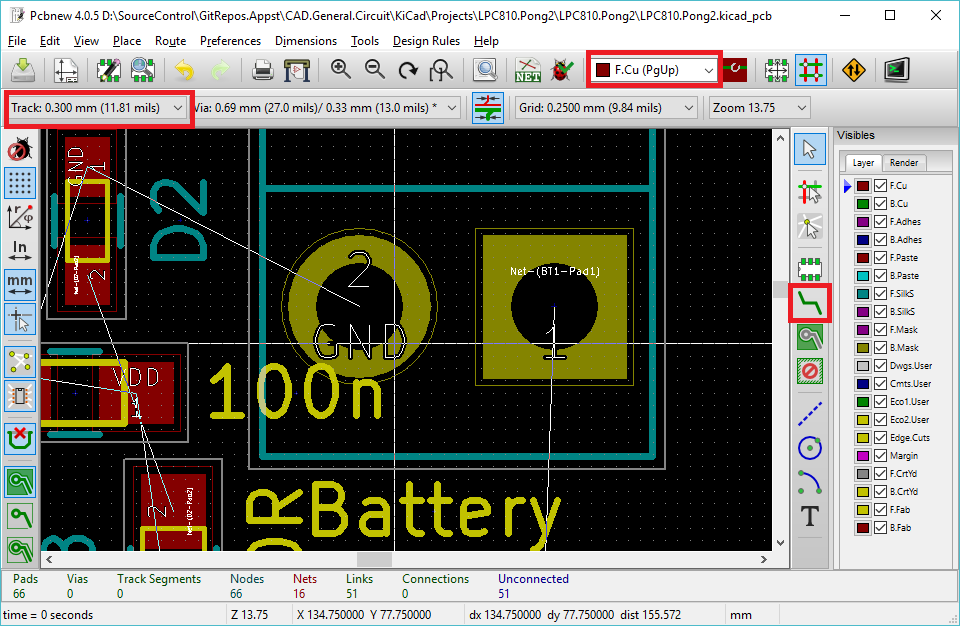 Pcbnew 4.0.5 D:\SourceControl\GitRepos.Appst\CAD.General.Circuit\KiCad\Projects\LPC810.Pong2\LPC810.Pong2\LPC810.Pong2.kicad_pcb
File Edit View Place Route Preferences Dimensions Tools Design Rules Help
NET
F.Cu (PgUp)
Track: 0.300 mm (11.81 mils)
Via: 0.69 mm (27.0 mils)/ 0.33 mm (13.0 mils) *
Grid: 0.2500 mm (9.84 mils)
Zoom 13.75
In
mm
GND
1
2
D2
2
GND
Net-(BT1-Pad1)
1
VDD
100n
2
Net-(D2-Pad2)
Battery
T
Visibles
Layer Render
F.Cu
B.Cu
F.Adhes
B.Adhes
F.Paste
B.Paste
F.SilkS
B.SilkS
F.Mask
B.Mask
Dwgs.User
Cmts.User
Eco1.User
Eco2.User
Edge.Cuts
Margin
F.CrtYd
B.CrtYd
F.Fab
B.Fab
Pads Vias Track Segments Nodes Nets Links Connections Unconnected
66 0 0 66 16 51 0 51
time = 0 seconds Z 13.75 X 134.750000 Y 77.750000 dx 134.750000 dy 77.750000 dist 155.572 mm